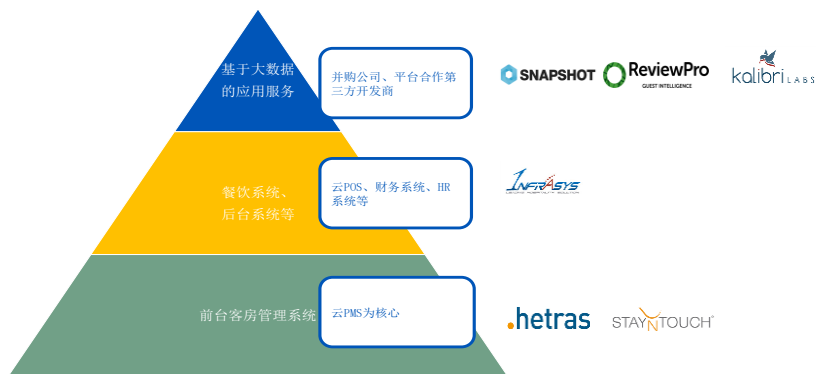 基于大数据
的应用服务
并购公司、平台合作第
三方开发商
SNAPSHOT
ReviewPro
GUEST INTELLIGENCE
kalibri LABS
餐饮系统、
后台系统等
云POS、财务系统、HR
系统等
INFRASYS
前台客房管理系统
云PMS为核心
.hetras
STAYNTOUCH